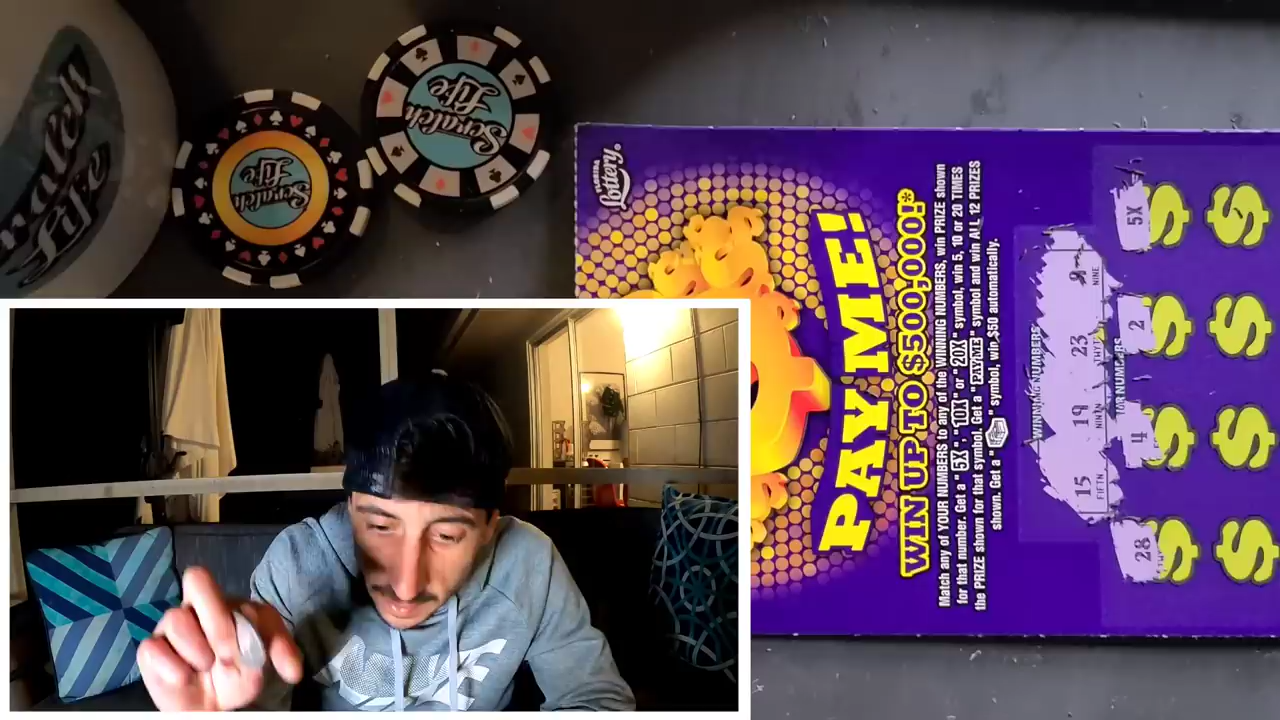 Scratch
Life
Scratch
Life
Scratch
Life
FLORIDA
Lottery®
PAY ME!
WIN UP TO $500,000!*
Match any of YOUR NUMBERS to any of the WINNING NUMBERS, win PRIZE shown
for that number. Get a "5X", "10X" or "20X" symbol, win 5, 10 or 20 TIMES
the PRIZE shown for that symbol. Get a "PAY ME" symbol and win ALL 12 PRIZES
shown. Get a " " symbol, win $50 automatically.
WINNING NUMBERS
15 19 23
FIFTN NINE
YOUR NUMBERS
28 4 2 5X
$ $ $ $
$ $ $ $